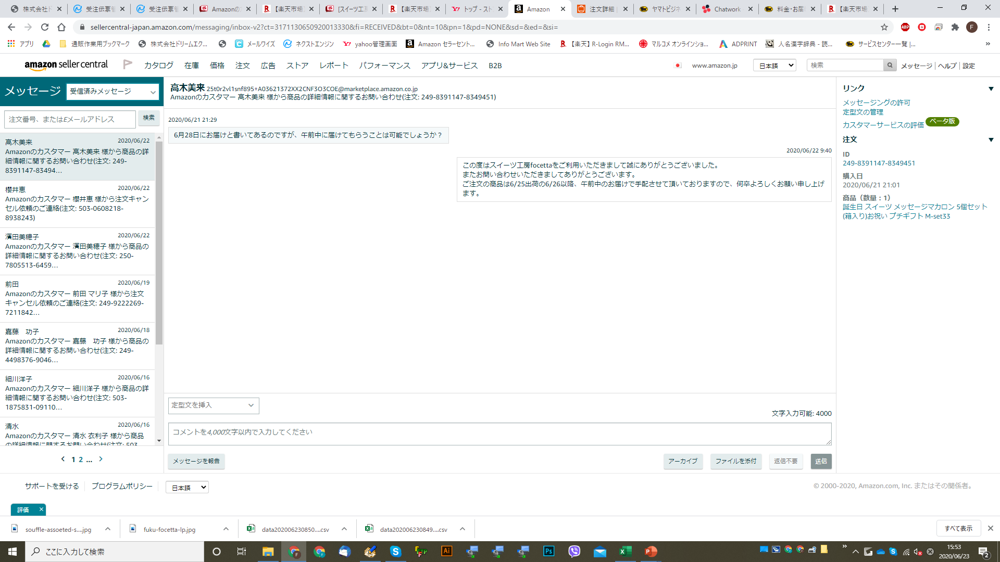 株式会社ド
受注伝票管
受注伝票管
Amazonの
【楽天市場
[スイーツ工房
【楽天市場
トップ - スト
Amazon
注文詳細
ヤマトビジネ
Chatwork
料金・お届
【楽天市場
sellercentral-japan.amazon.com/messaging/inbox-v2?ct=3171130650920013330&fi=RECEIVED&bt=0&nt=10&pn=1&pd=NONE&sd=&ed=&si=
アプリ
通販作業用ブックマーク
株式会社ドリームエク...
メールワイズ
ネクストエンジン
yahoo管理画面
Amazon セラーセント...
Info Mart Web Site
【楽天】R-Login RM...
マルコメ オンラインショ...
ADPRINT
人名漢字辞典 - 読...
サービスセンター一覧 |...
amazon seller central
カタログ
在庫
価格
注文
広告
ストア
レポート
パフォーマンス
アプリ&サービス
B2B
www.amazon.jp
日本語
検索
メッセージ
ヘルプ
設定
メッセージ
受信済みメッセージ
注文番号、またはEメールアドレス
検索
高木美来
2020/06/22
Amazonのカスタマー 高木美来 様から商品の詳
細情報に関するお問い合わせ(注文: 249-
8391147-83494…
櫻井恵
2020/06/22
Amazonのカスタマー 櫻井恵 様から注文キャン
セル依頼のご連絡(注文: 503-0608218-
8938243)
濱田美穂子
2020/06/22
Amazonのカスタマー 濱田美穂子 様から商品の
詳細情報に関するお問い合わせ(注文: 250-
7805513-6459…
前田
2020/06/19
Amazonのカスタマー 前田 マリ子 様から注文
キャンセル依頼のご連絡(注文: 249-9222269-
7211842…
嘉藤　功子
2020/06/18
Amazonのカスタマー 嘉藤　功子 様から商品の
詳細情報に関するお問い合わせ(注文: 249-
4498376-9046…
細川洋子
2020/06/16
Amazonのカスタマー 細川洋子 様から商品の詳
細情報に関するお問い合わせ(注文: 503-
1875831-09110…
清水
2020/06/16
Amazonのカスタマー 清水 衣利子 様から商品
の詳細情報に関するお問い合わせ(注文: 503-
1 2 ...
高木美来 25t0r2vl1snf895+A03621372XX2CNF3O3COE@marketplace.amazon.co.jp
Amazonのカスタマー 高木美来 様から商品の詳細情報に関するお問い合わせ(注文: 249-8391147-8349451)
2020/06/21 21:29
6月28日にお届けと書いてあるのですが、午前中に届けてもらうことは可能でしょうか？
2020/06/22 9:40
この度はスイーツ工房focettaをご利用いただきまして誠にありがとうございました。
またお問い合わせいただきましてありがとうございます。
ご注文の商品は6/25出荷の6/26以降、午前中のお届けで手配させて頂いておりますので、何卒よろしくお願い申し上げ
ます。
定型文を挿入
文字入力可能: 4000
コメントを4,000文字以内で入力してください
メッセージを報告
アーカイブ
ファイルを添付
返信不要
送信
リンク
メッセージングの許可
定型文の管理
カスタマーサービスの評価
ベータ版
注文
ID
249-8391147-8349451
購入日
2020/06/21 21:01
商品（数量：1）
誕生日 スイーツ メッセージマカロン 5個セット
(箱入り)お祝い プチギフト M-set33
サポートを受ける
プログラムポリシー
日本語
© 2000-2020, Amazon.com, Inc. またはその関係者。
評価
souffle-assoeted-s....jpg
fuku-focetta-lp.jpg
data202006230850....csv
data202006230849....csv
すべて表示
ここに入力して検索
15:53
2020/06/23
2